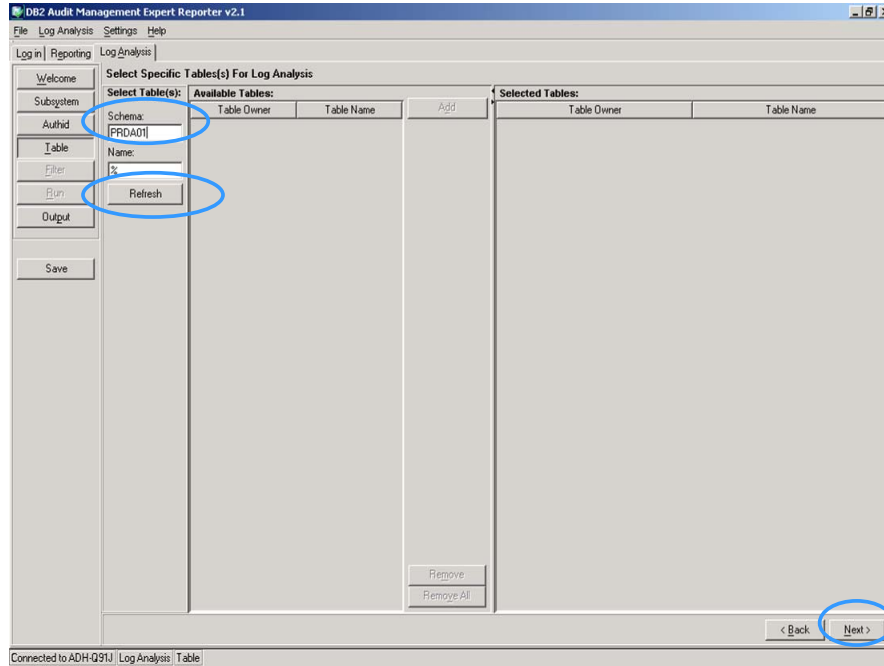 DB2 Audit Management Expert Reporter v2.1
File Log Analysis Settings Help
Log in Reporting Log Analysis
Welcome
Subsystem
Authid
Table
Filter
Run
Output
Save
Select Specific Tables(s) For Log Analysis
Select Table(s):
Schema:
PRDA01
Name:
%
Refresh
Available Tables:
Table Owner Table Name
Add
Remove
Remove All
Selected Tables:
Table Owner Table Name
< Back Next >
Connected to ADH-Q91J Log Analysis Table